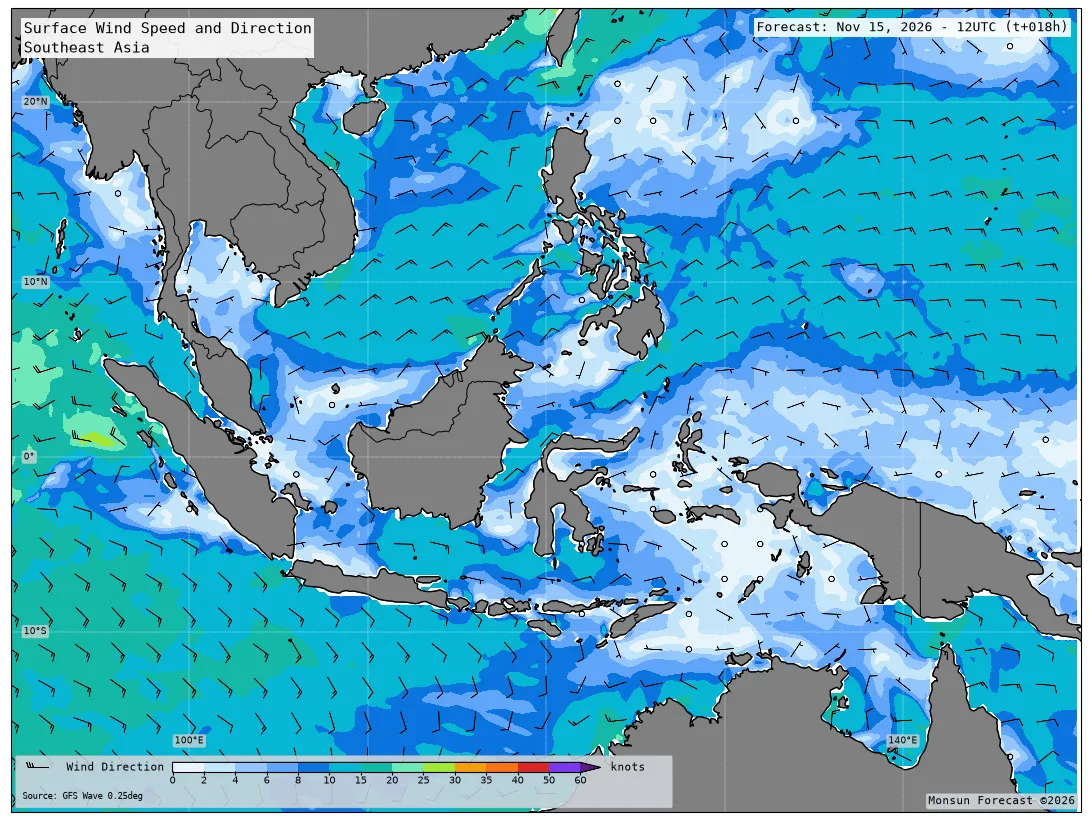 Surface Wind Speed and Direction
Southeast Asia
Forecast: Nov 15, 2026 - 12UTC (t+018h)
20°N
10°N
0°
10°S
100°E
140°E
Wind Direction
0 2 4 6 8 10 15 20 25 30 35 40 50 60
knots
Source: GFS Wave 0.25deg
Monsun Forecast ©2026